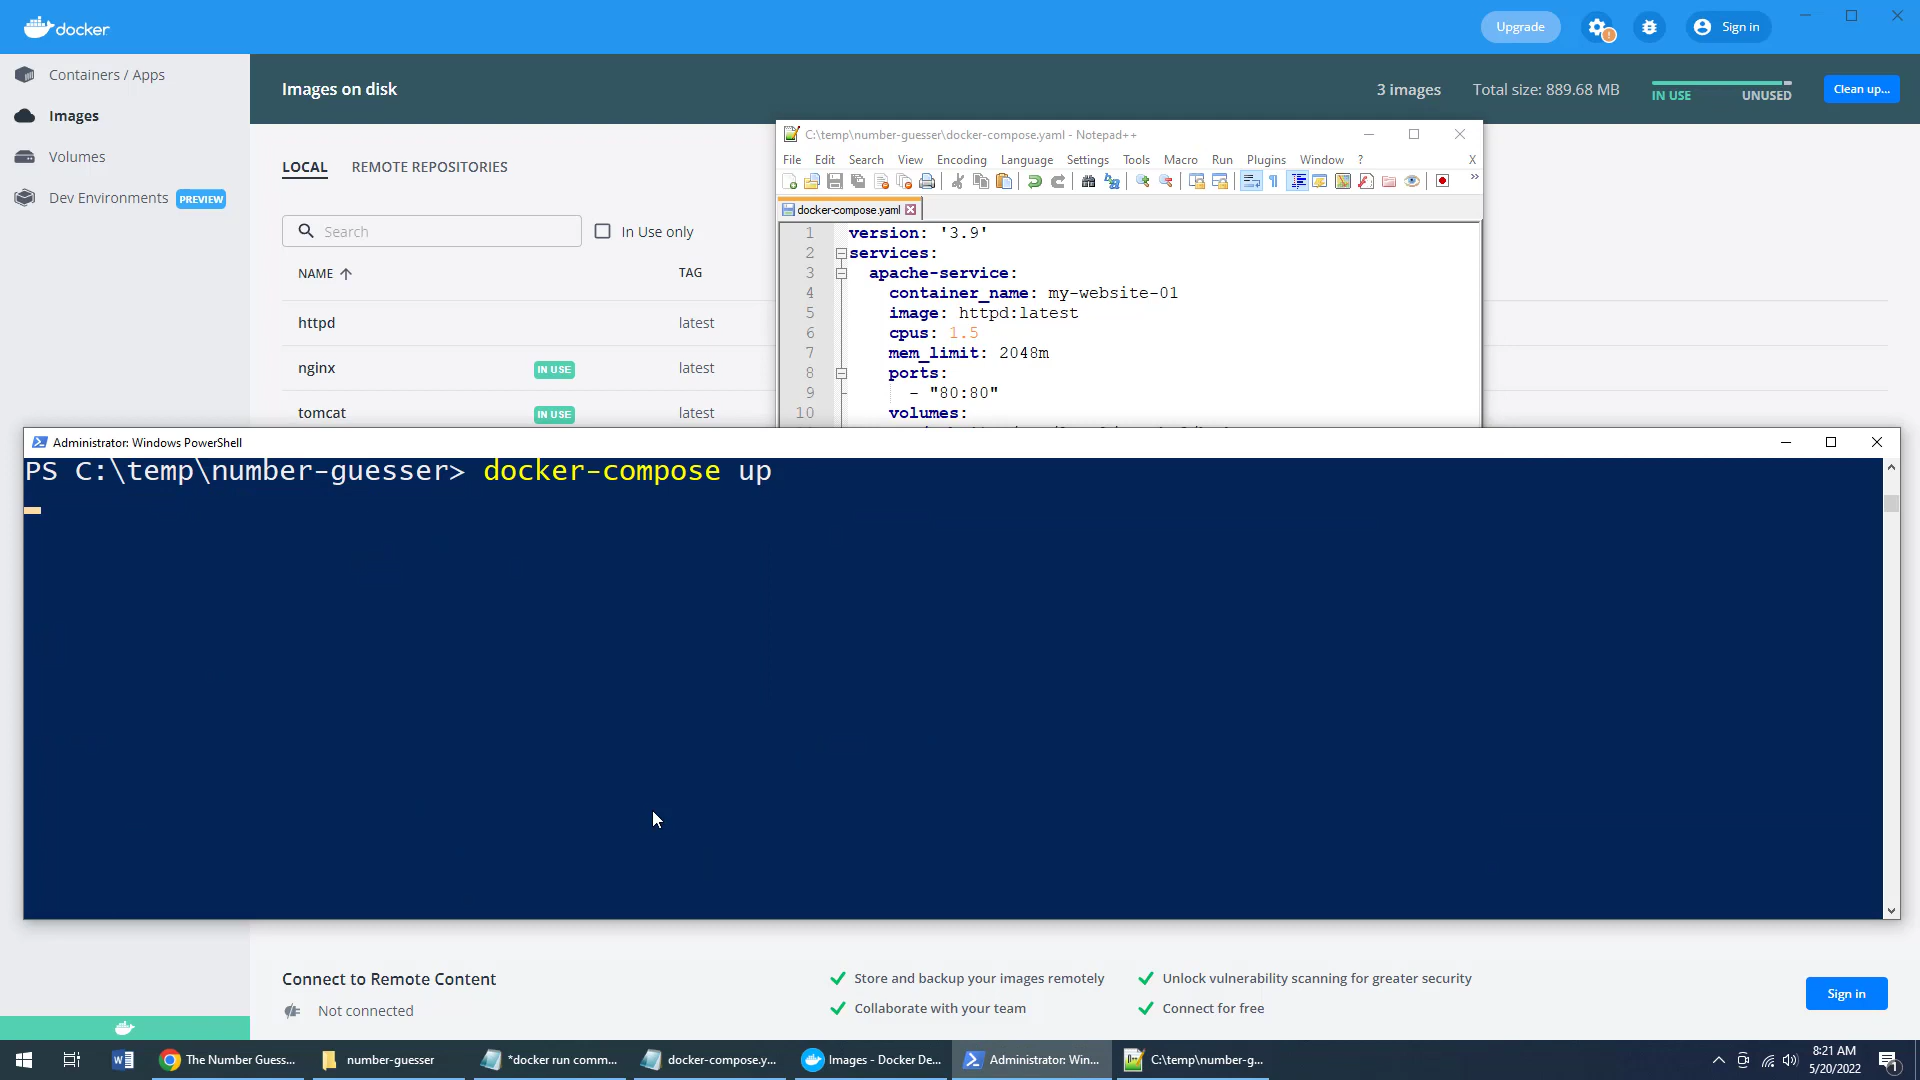 docker
Upgrade
Sign in
Containers / Apps
Images
Volumes
Dev Environments
PREVIEW
Images on disk
3 images
Total size: 889.68 MB
IN USE
UNUSED
Clean up...
LOCAL
REMOTE REPOSITORIES
Search
In Use only
NAME
TAG
httpd
latest
nginx
IN USE
latest
tomcat
IN USE
latest
C:\temp\number-guesser\docker-compose.yaml - Notepad++
File Edit Search View Encoding Language Settings Tools Macro Run Plugins Window ?
X
docker-compose.yaml
1 version: '3.9'
2 services:
3 apache-service:
4 container_name: my-website-01
5 image: httpd:latest
6 cpus: 1.5
7 mem_limit: 2048m
8 ports:
9 - "80:80"
10 volumes:
Administrator: Windows PowerShell
PS C:\temp\number-guesser> docker-compose up
Connect to Remote Content
Not connected
Store and backup your images remotely
Collaborate with your team
Unlock vulnerability scanning for greater security
Connect for free
Sign in
The Number Guess...
number-guesser
*docker run comm...
docker-compose.y...
Images - Docker De...
Administrator: Win...
C:\temp\number-g...
8:21 AM
5/20/2022
1